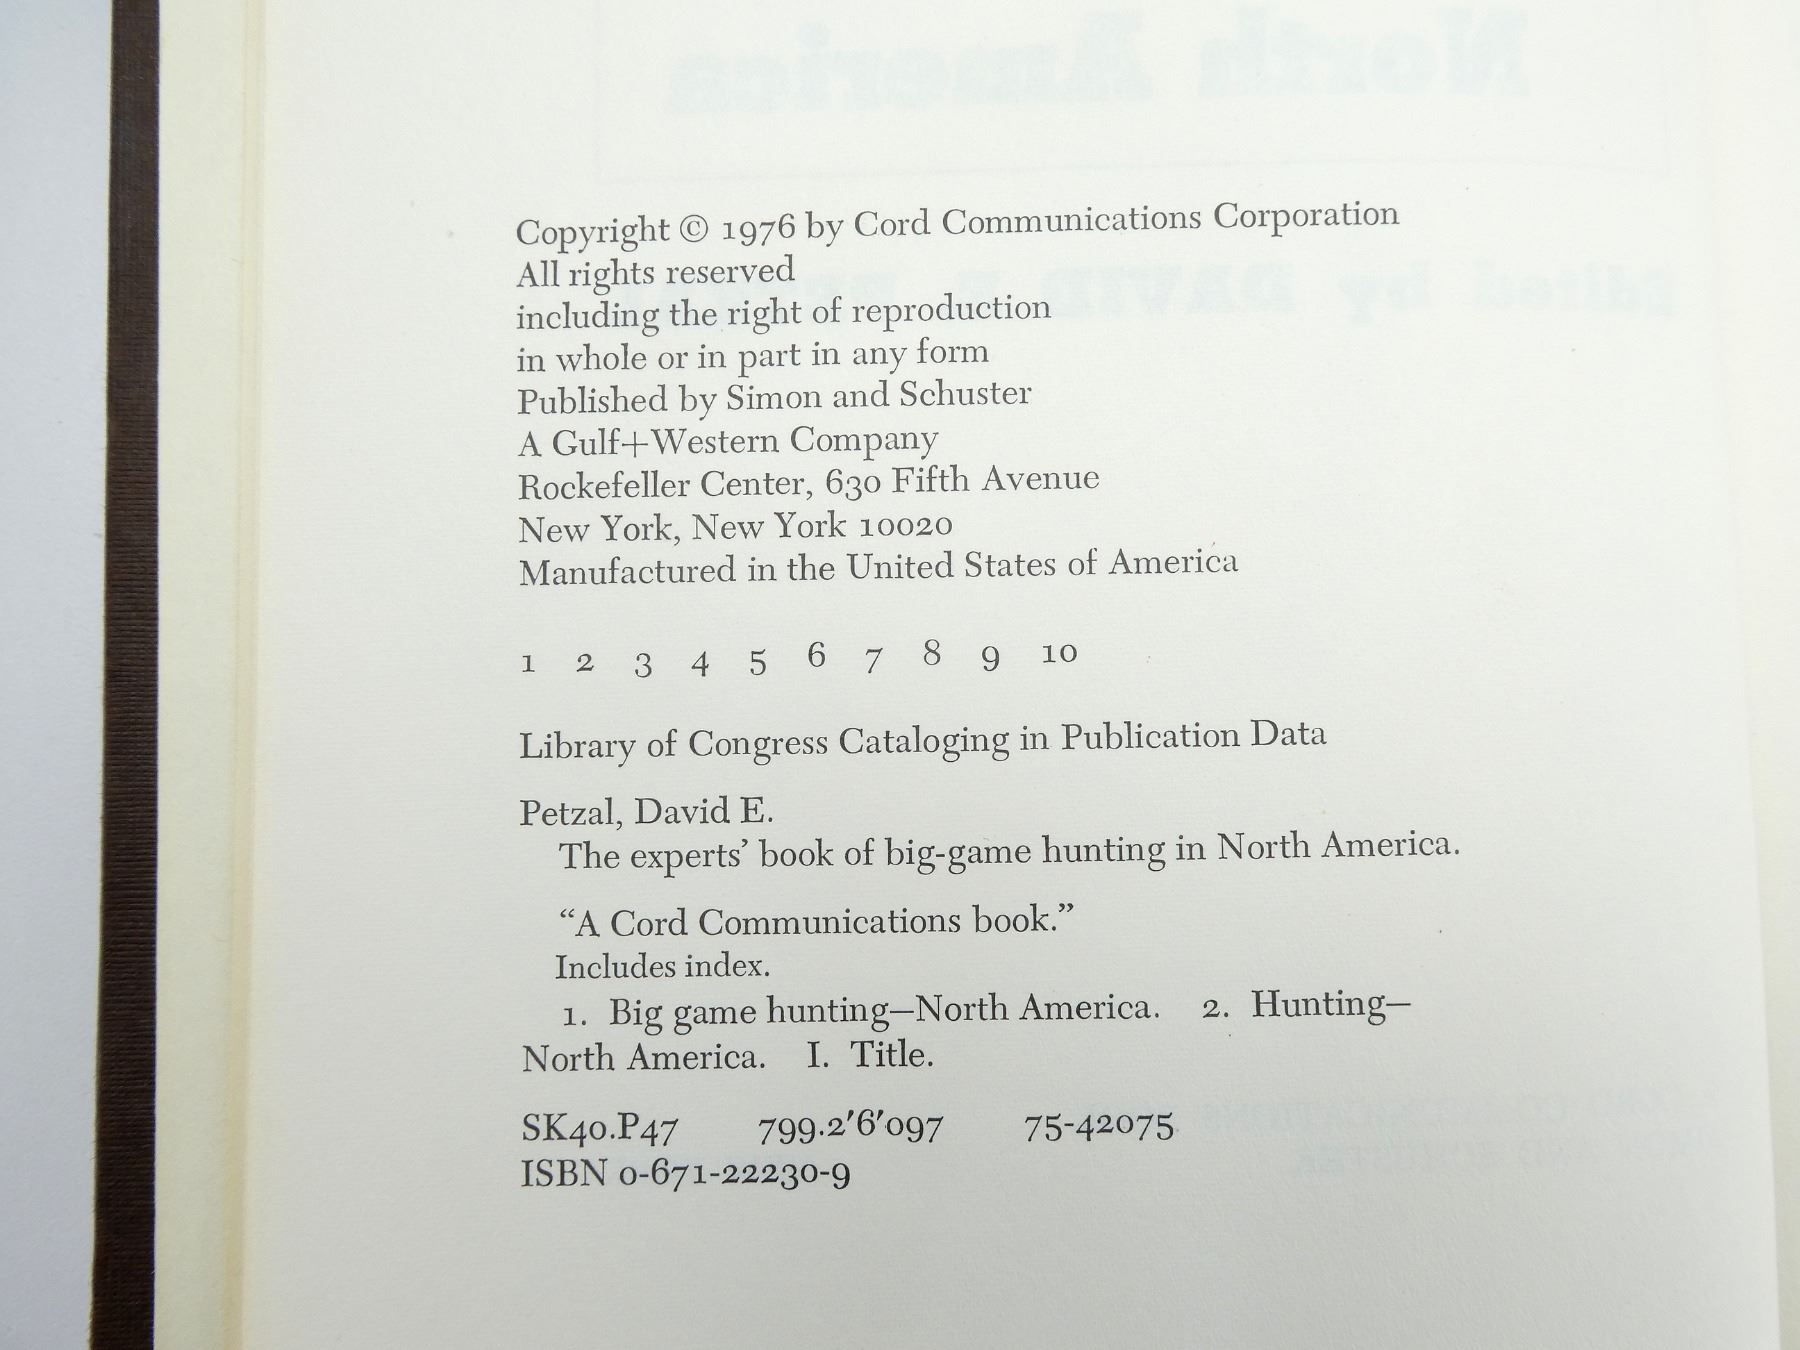 North America
Edited by DAVID
Copyright © 1976 by Cord Communications Corporation
All rights reserved
including the right of reproduction
in whole or in part in any form
Published by Simon and Schuster
A Gulf+Western Company
Rockefeller Center, 630 Fifth Avenue
New York, New York 10020
Manufactured in the United States of America
1 2 3 4 5 6 7 8 9 10
Library of Congress Cataloging in Publication Data
Petzal, David E.
The experts' book of big-game hunting in North America.
“A Cord Communications book.”
Includes index.
1. Big game hunting—North America. 2. Hunting—
North America. I. Title.
SK40.P47 799.2′6′097 75-42075
ISBN 0-671-22230-9